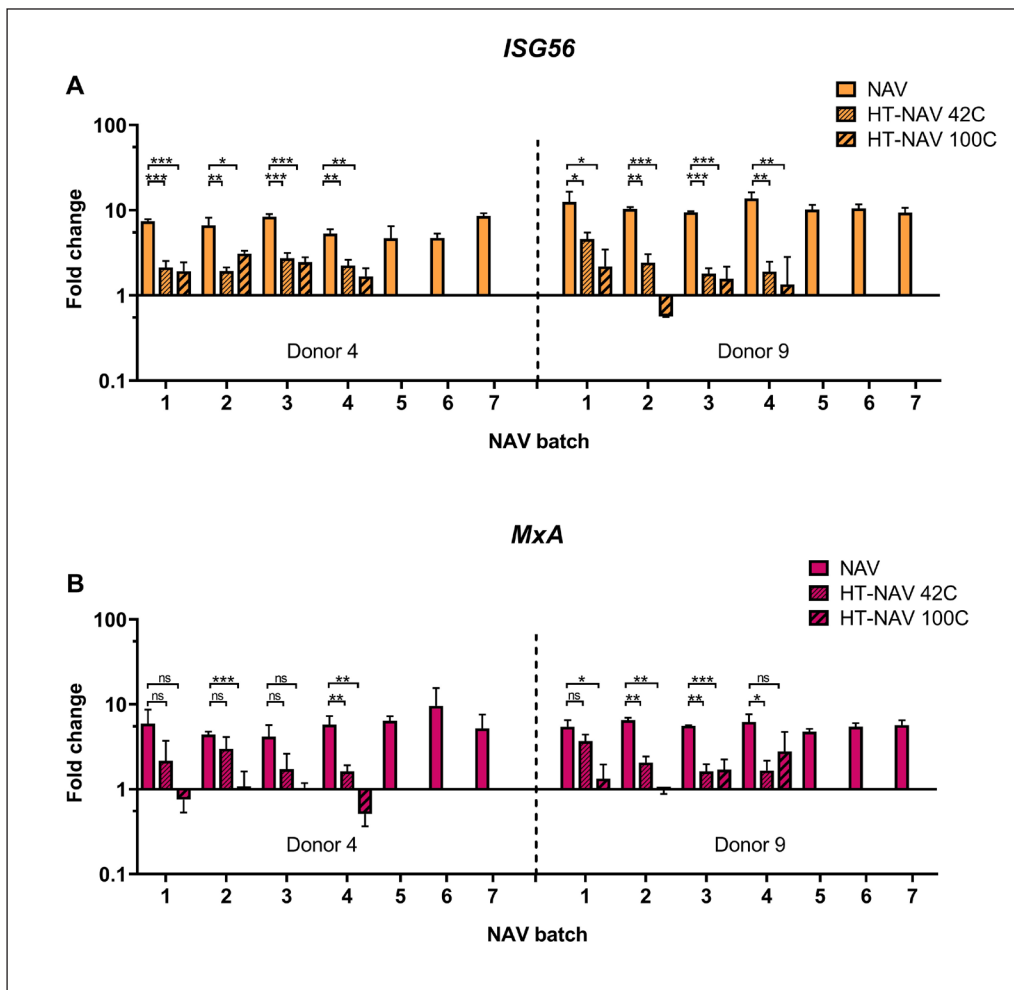 ISG56
A
NAV
HT-NAV 42C
HT-NAV 100C
Fold change
100
10
1
0.1
*** * *** ** * *** *** **
*** ** *** ** * ** *** **
Donor 4 Donor 9
1 2 3 4 5 6 7 1 2 3 4 5 6 7
NAV batch
MxA
B
NAV
HT-NAV 42C
HT-NAV 100C
Fold change
100
10
1
0.1
ns *** ns ** * ** *** ns
ns ns ns ** ns ** ** *
Donor 4 Donor 9
1 2 3 4 5 6 7 1 2 3 4 5 6 7
NAV batch